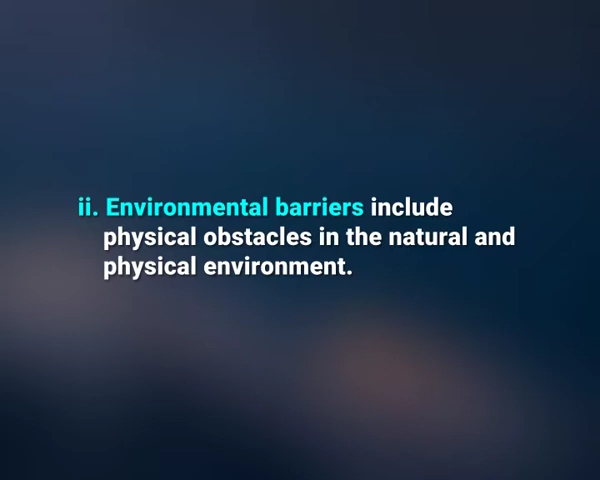 ii. Environmental barriers include
physical obstacles in the natural and
physical environment.